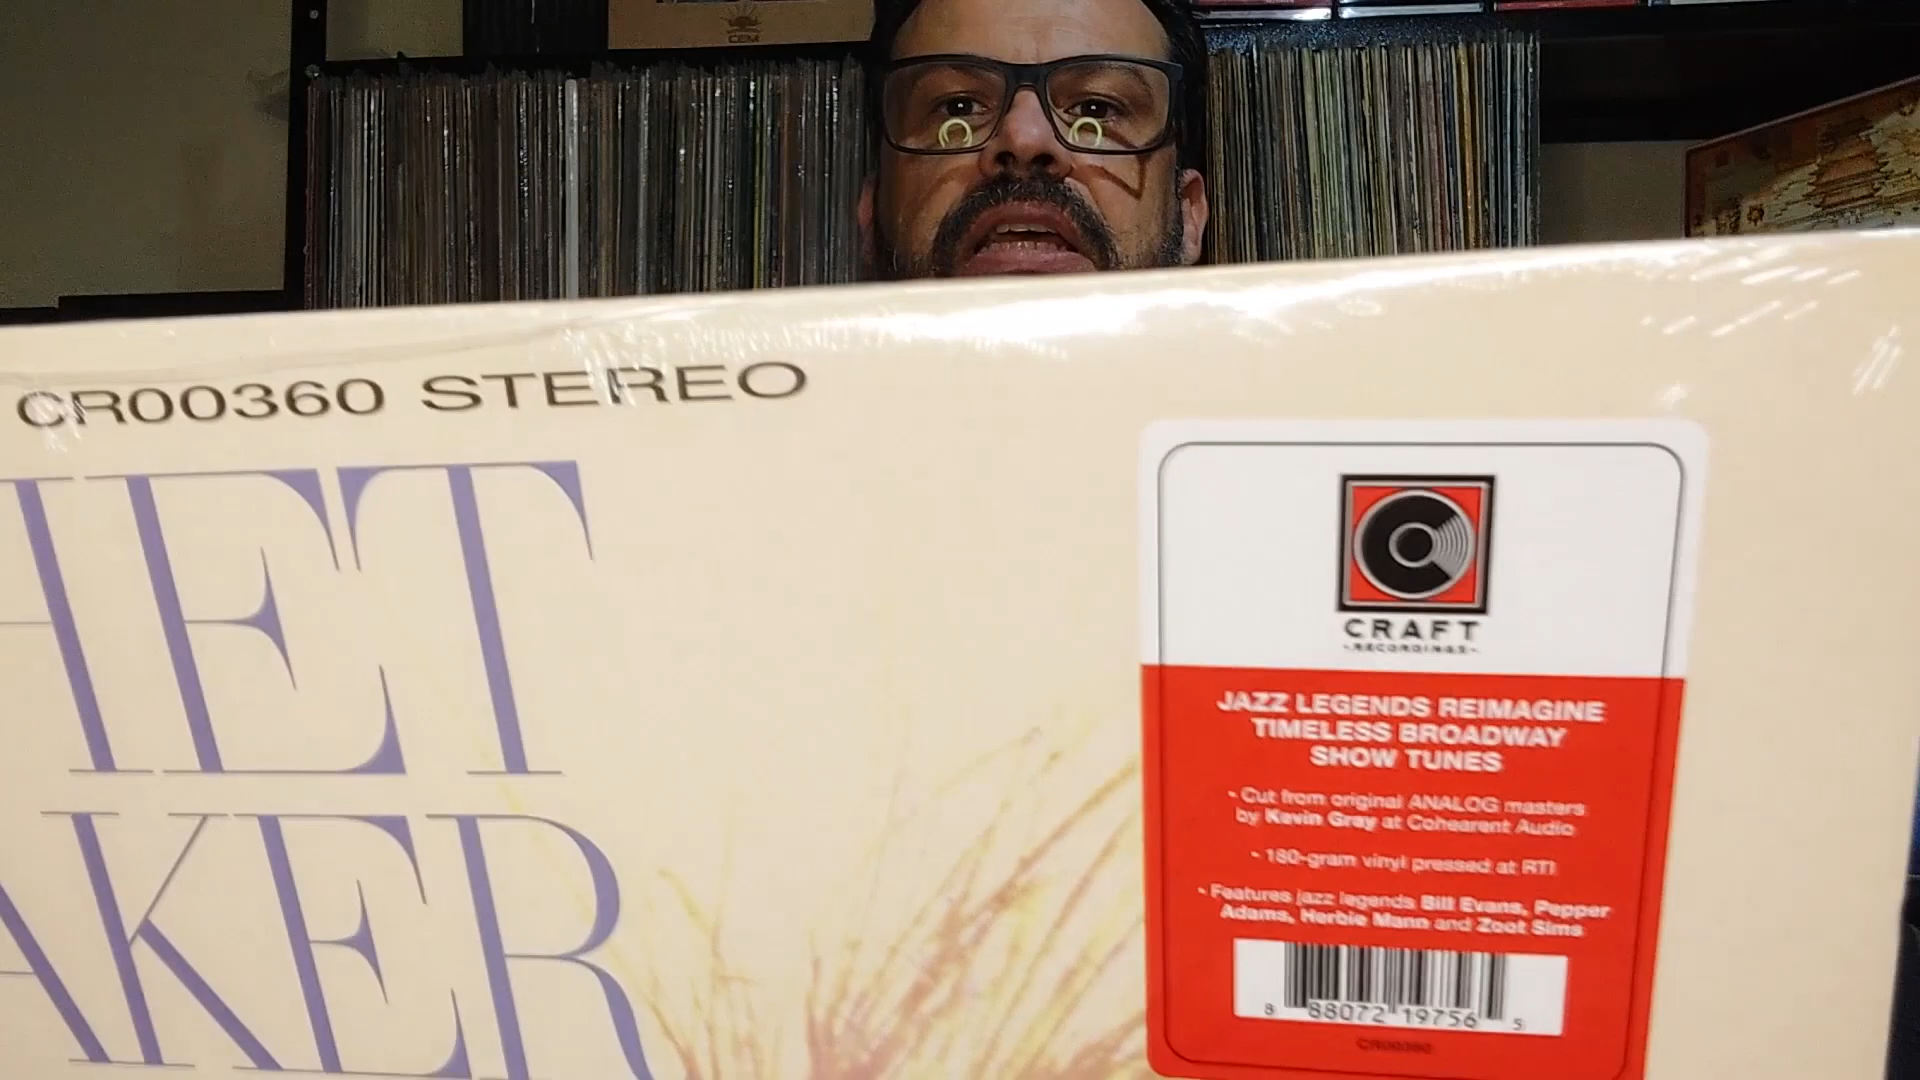 CEM
CR00360 STEREO
HET
AKER
CRAFT
RECORDINGS
JAZZ LEGENDS REIMAGINE
TIMELESS BROADWAY
SHOW TUNES
• Cut from original ANALOG masters
by Kevin Gray at Cohearent Audio
• 180-gram vinyl pressed at RTI
• Features jazz legends Bill Evans, Pepper
Adams, Herbie Mann and Zoot Sims
8 88072 19756 5
CR00360